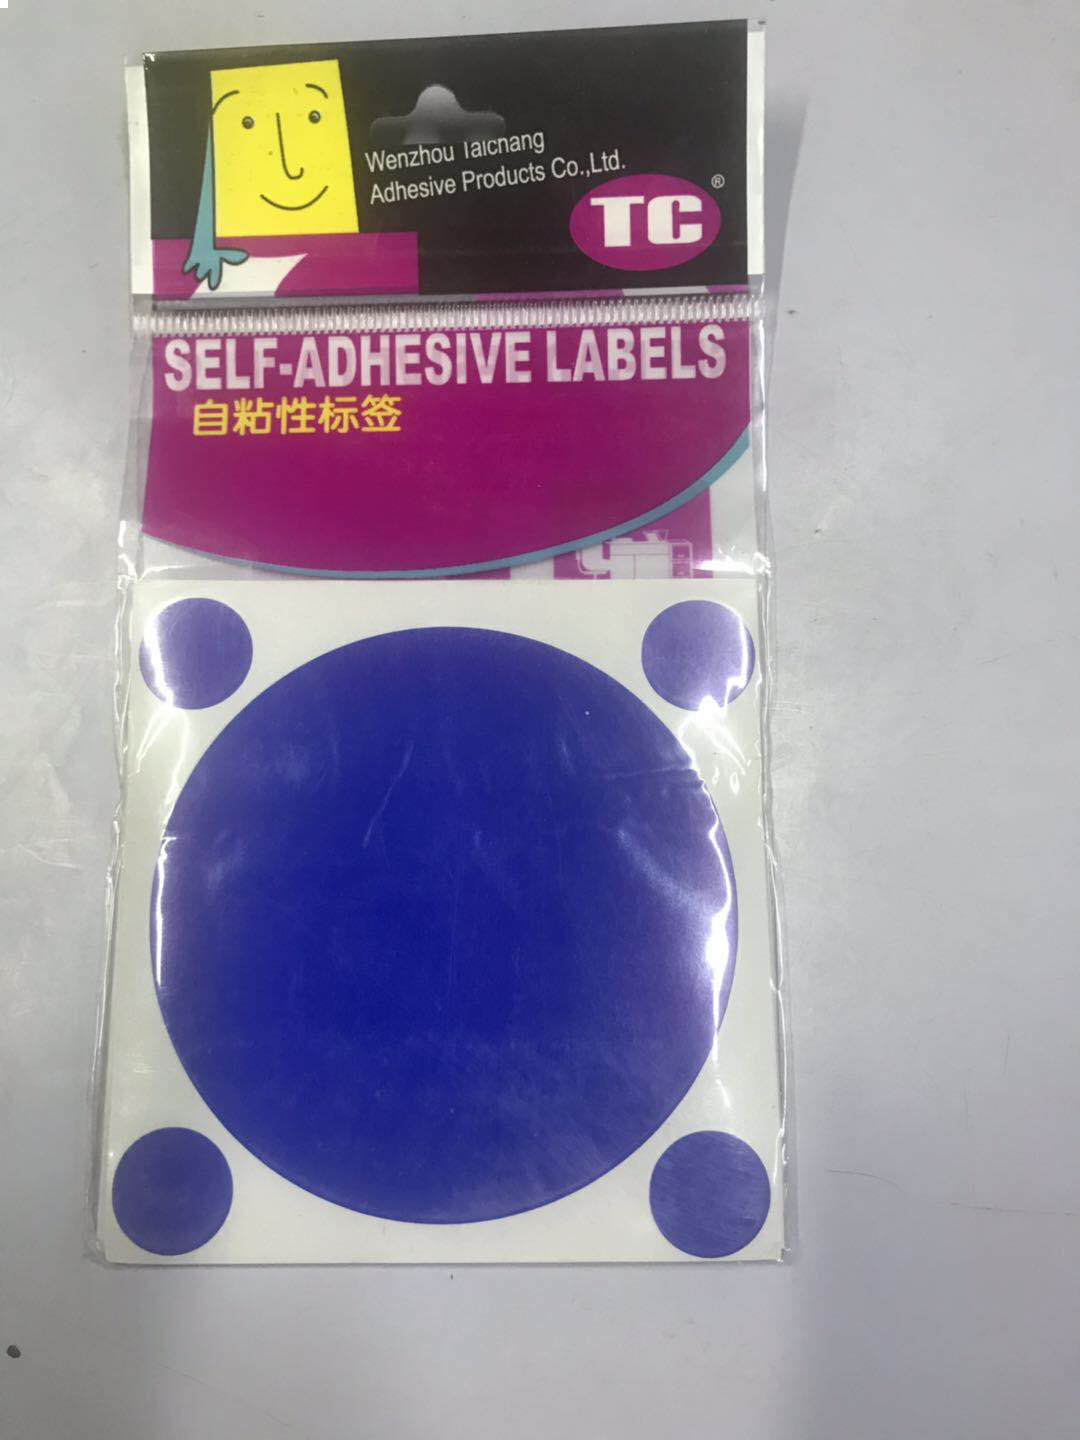 Wenzhou Taichang
Adhesive Products Co.,Ltd.
TC®
SELF-ADHESIVE LABELS
自粘性标签